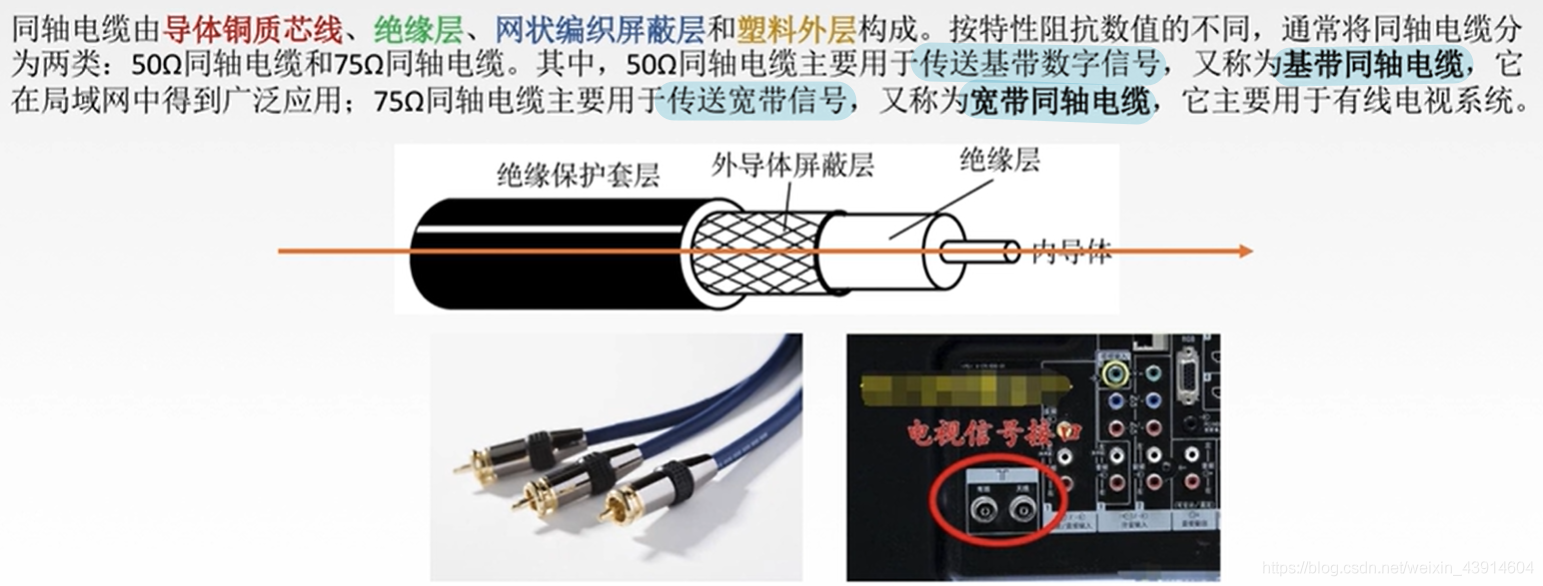 同轴电缆由导体铜质芯线、绝缘层、网状编织屏蔽层和塑料外层构成。按特性阻抗数值的不同，通常将同轴电缆分
为两类：50Ω同轴电缆和75Ω同轴电缆。其中，50Ω同轴电缆主要用于传送基带数字信号，又称为基带同轴电缆，它
在局域网中得到广泛应用；75Ω同轴电缆主要用于传送宽带信号，又称为宽带同轴电缆，它主要用于有线电视系统。
绝缘保护套层
外导体屏蔽层
绝缘层
内导体
RGB
电视信号接口
https://blog.csdn.net/weixin_43914604